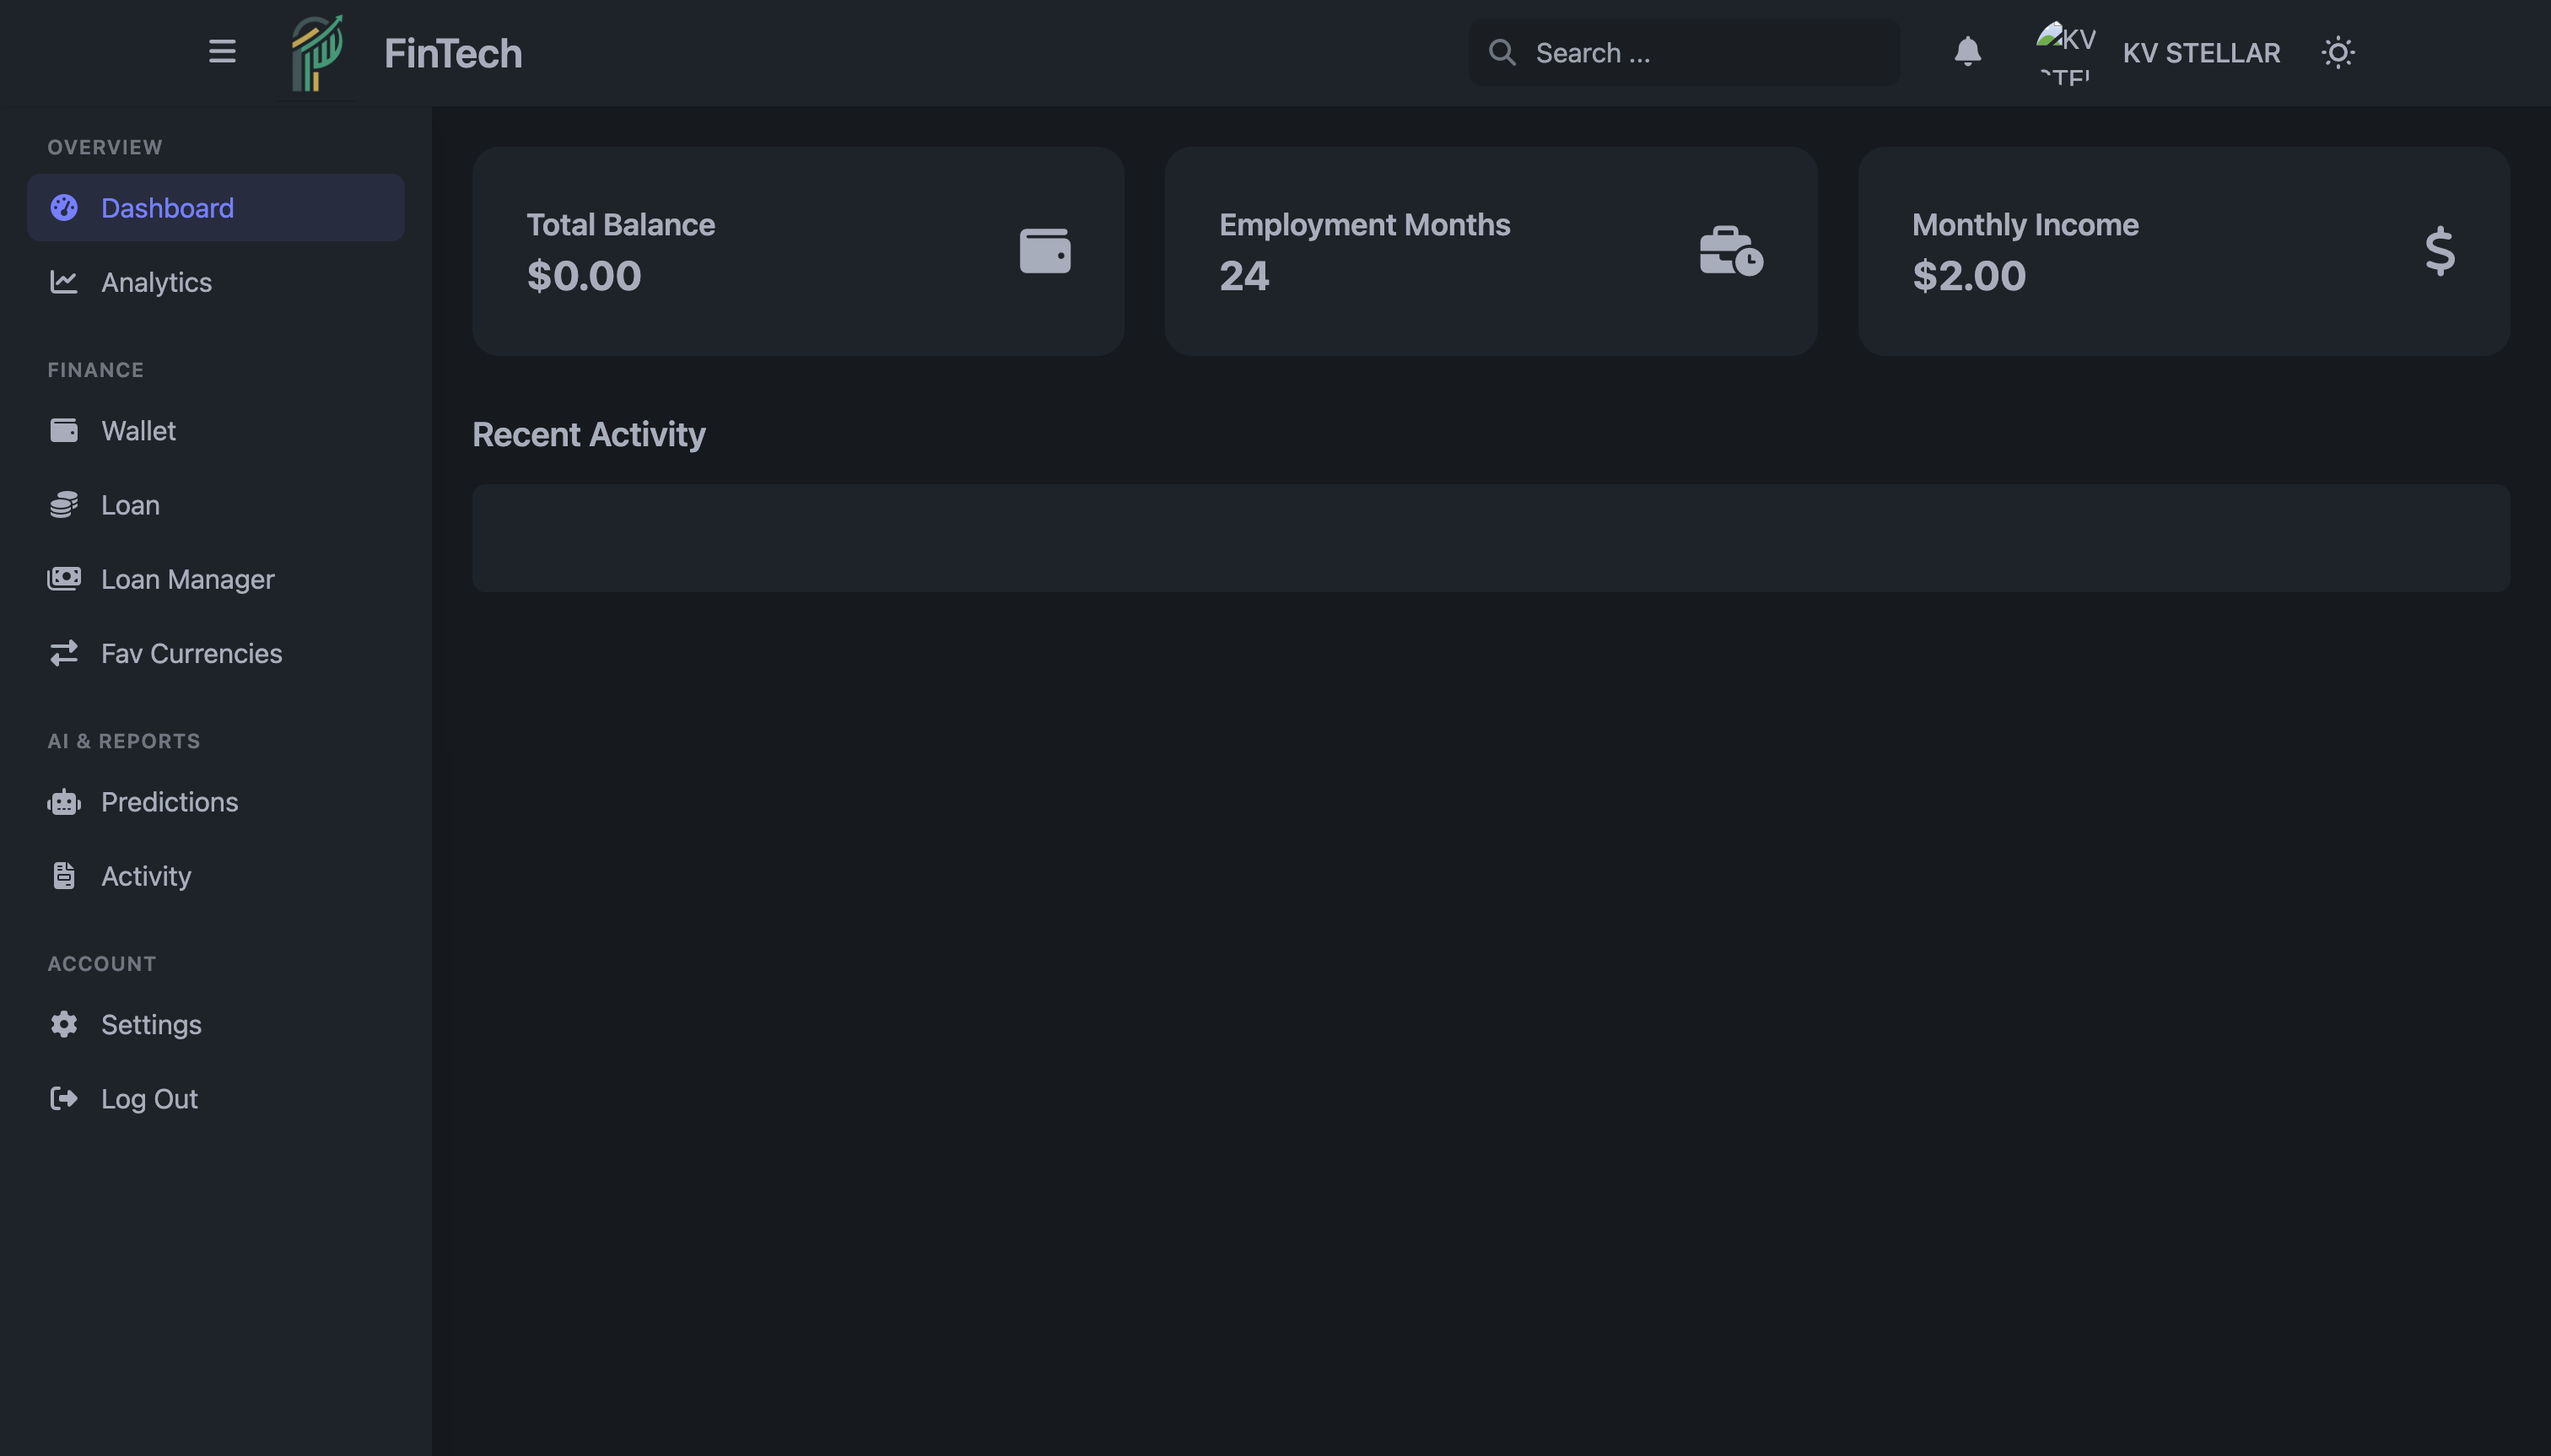 FinTech
Search ...
KV
STEL
KV STELLAR
OVERVIEW
Dashboard
Analytics
FINANCE
Wallet
Loan
Loan Manager
Fav Currencies
AI & REPORTS
Predictions
Activity
ACCOUNT
Settings
Log Out
Total Balance
$0.00
Employment Months
24
Monthly Income
$2.00
Recent Activity